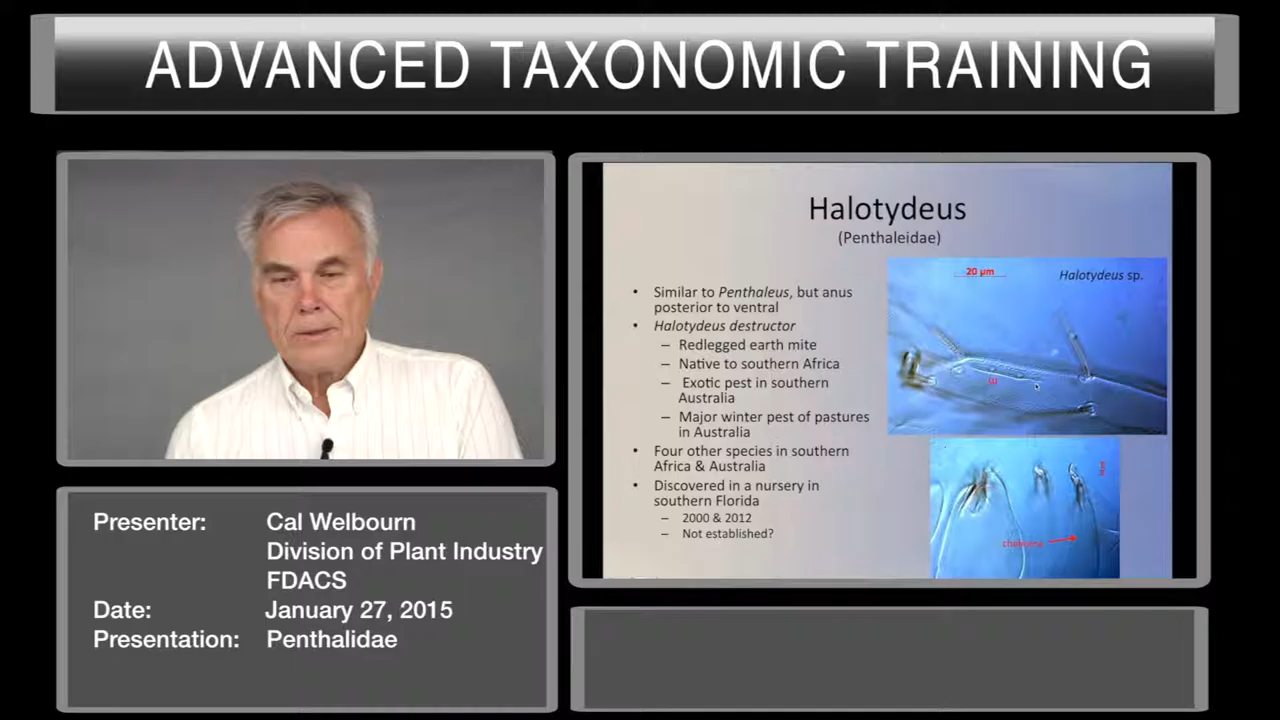 ADVANCED TAXONOMIC TRAINING
Halotydeus
(Penthaleidae)
• Similar to Penthaleus, but anus
posterior to ventral
• Halotydeus destructor
– Redlegged earth mite
– Native to southern Africa
– Exotic pest in southern
Australia
– Major winter pest of pastures
in Australia
• Four other species in southern
Africa & Australia
• Discovered in a nursery in
southern Florida
– 2000 & 2012
– Not established?
20 µm
Halotydeus sp.
ω
chelicera
Presenter: Cal Welbourn
Division of Plant Industry
FDACS
Date: January 27, 2015
Presentation: Penthalidae